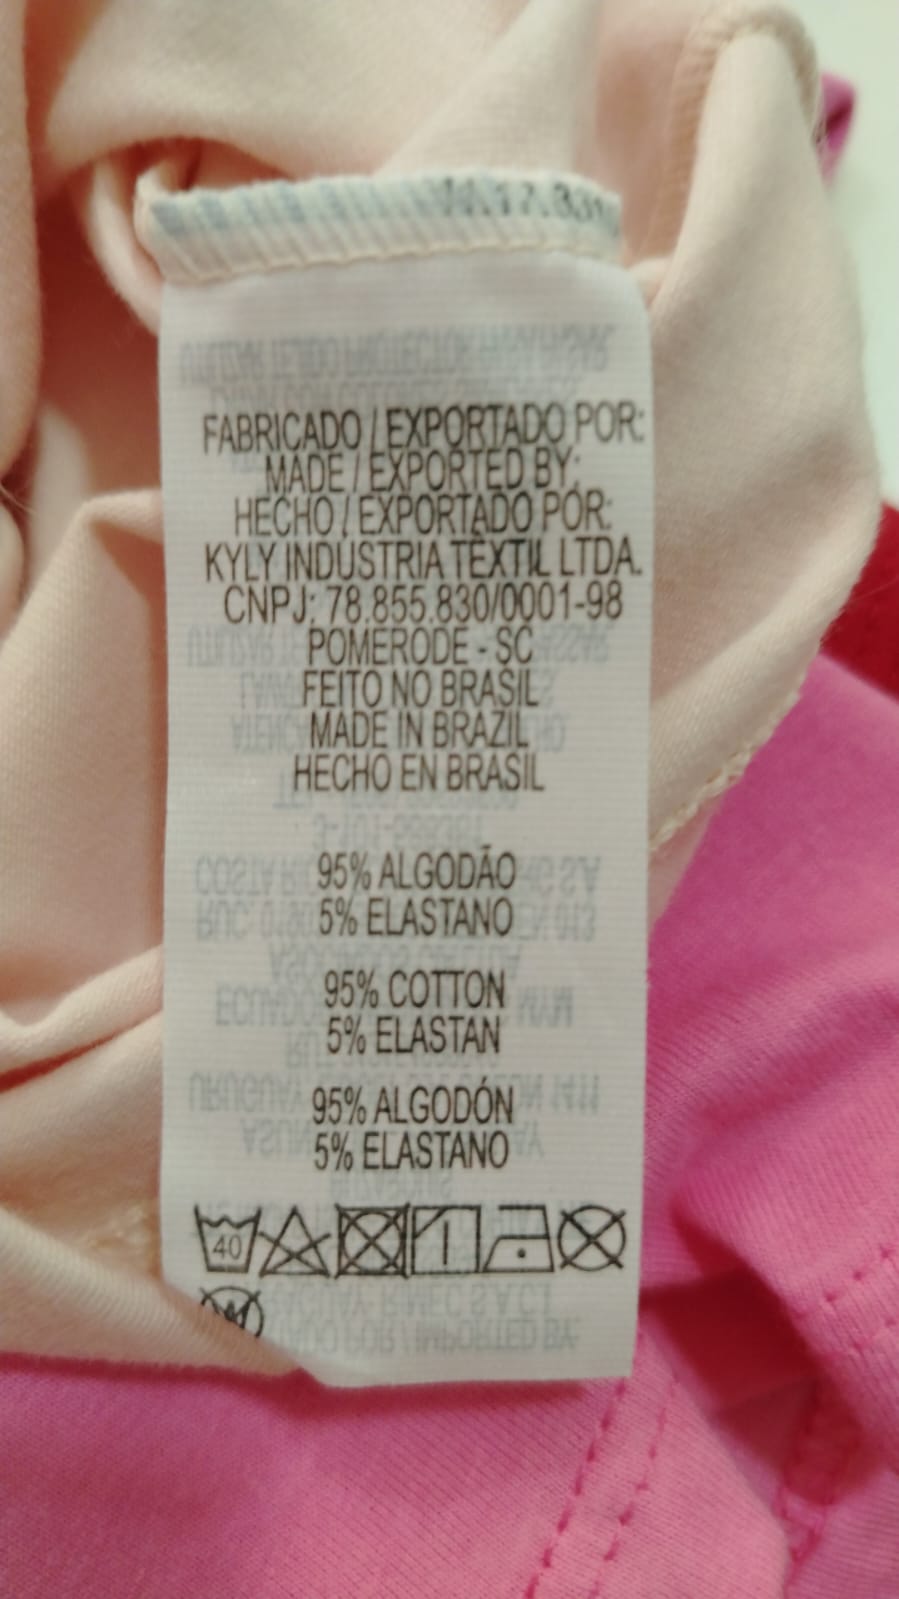 FABRICADO / EXPORTADO POR:
MADE / EXPORTED BY:
HECHO / EXPORTADO POR:
KYLY INDÚSTRIA TÊXTIL LTDA.
CNPJ: 78.855.830/0001-98
POMERODE - SC
FEITO NO BRASIL
MADE IN BRAZIL
HECHO EN BRASIL
95% ALGODÃO
5% ELASTANO
95% COTTON
5% ELASTAN
95% ALGODÓN
5% ELASTANO
40
W